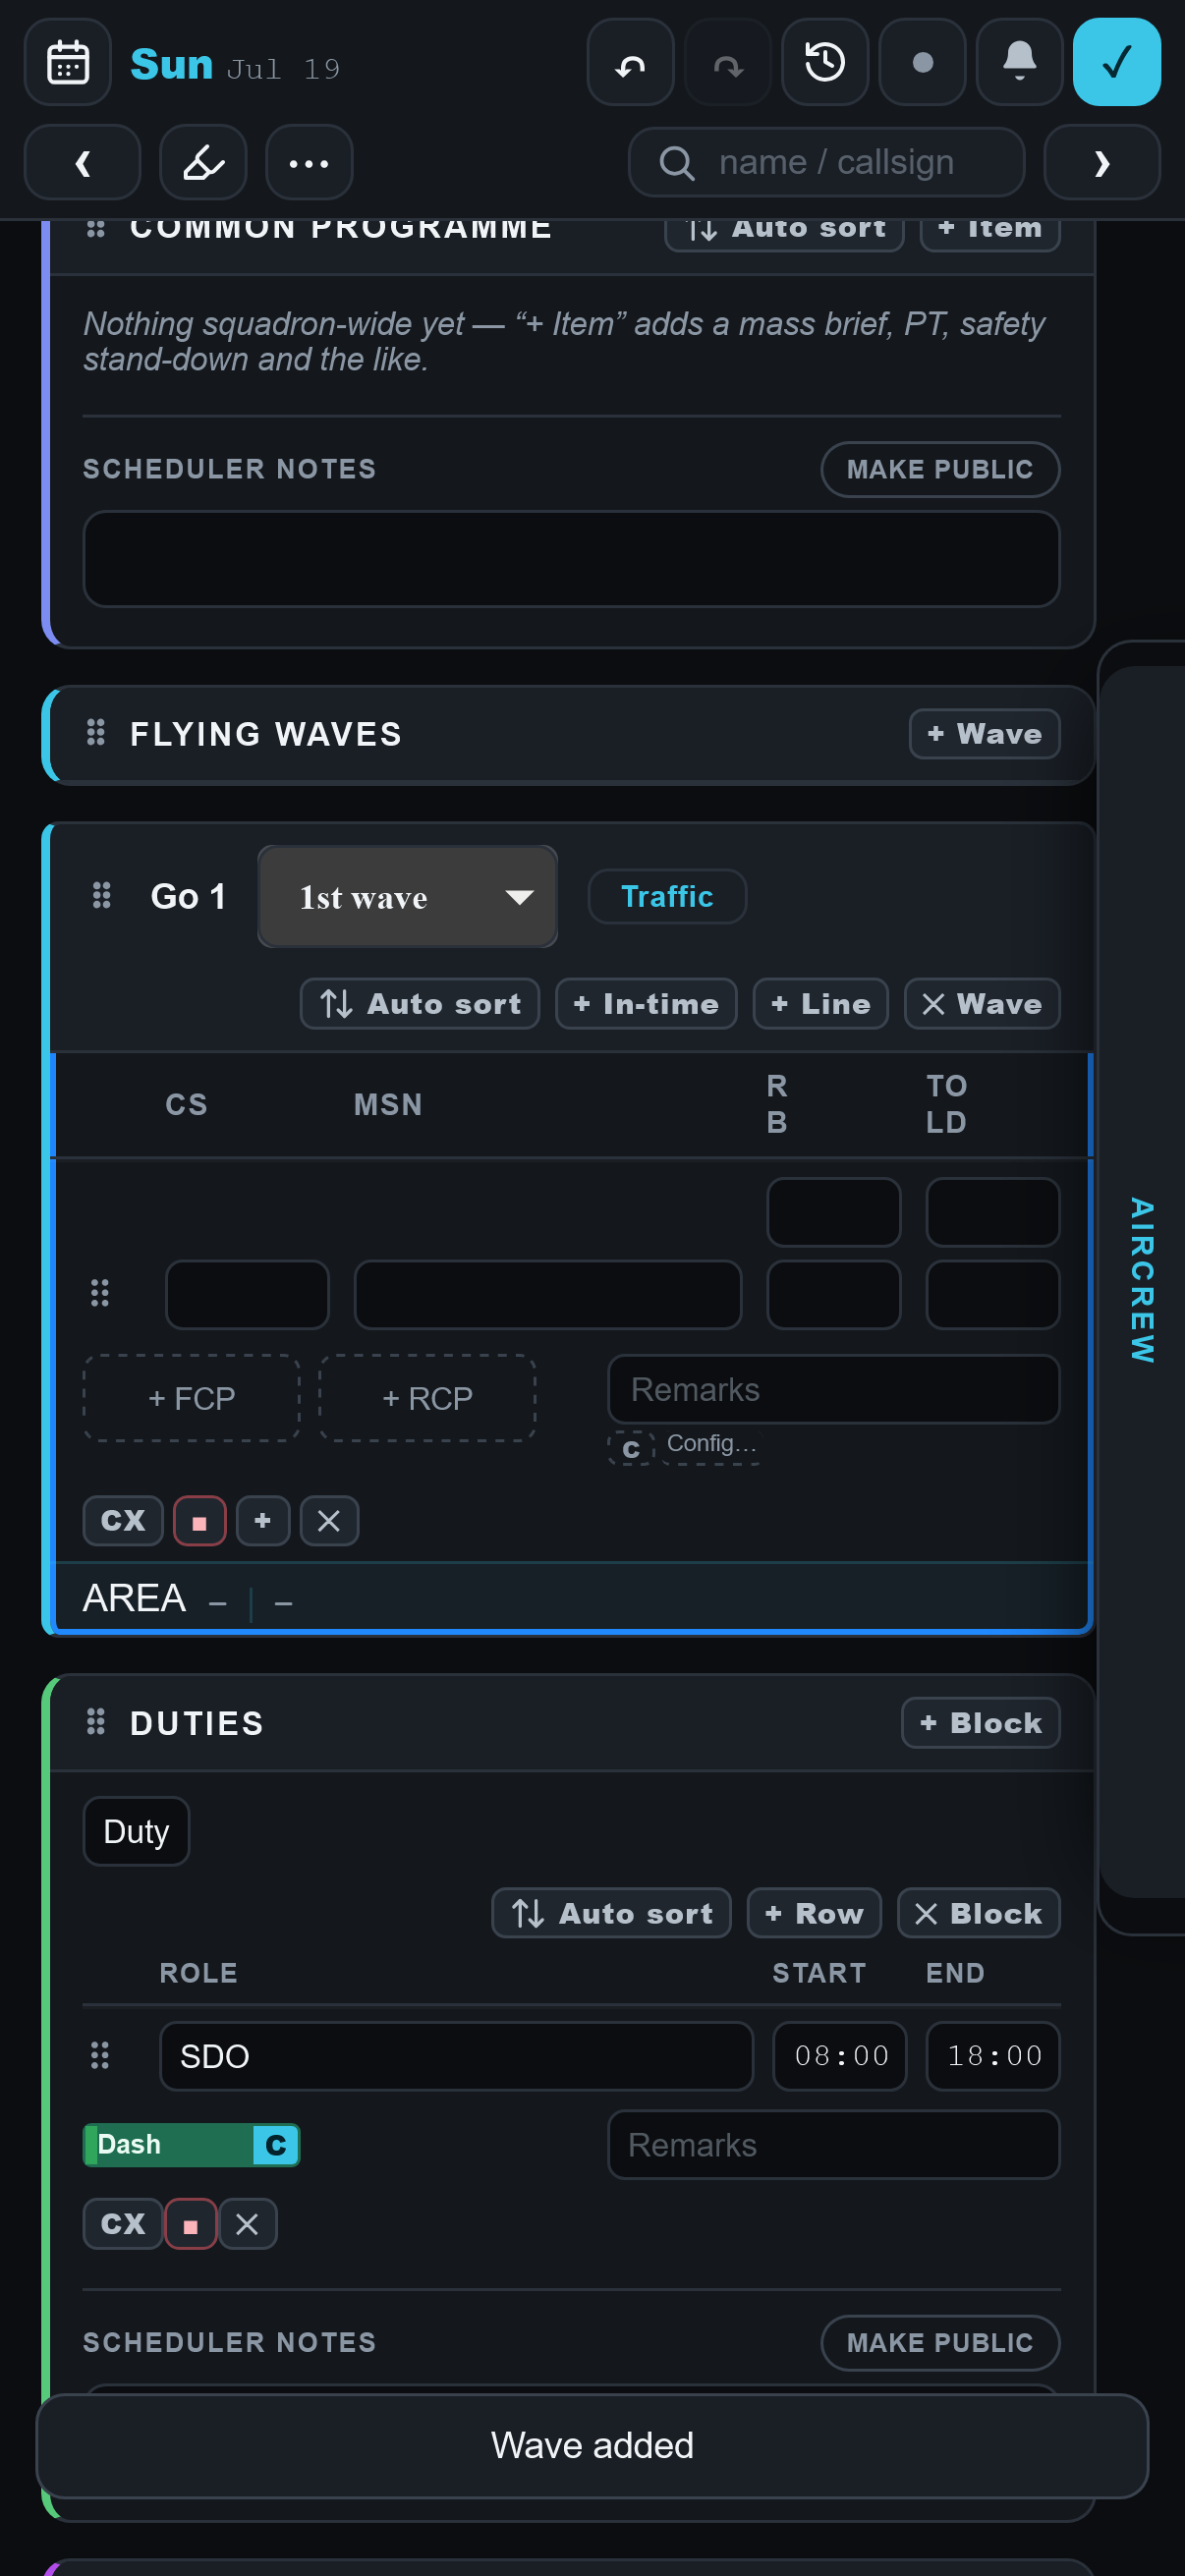 Sun Jul 19
name / callsign
COMMON PROGRAMME
Auto sort
+ Item
Nothing squadron-wide yet — “+ Item” adds a mass brief, PT, safety
stand-down and the like.
SCHEDULER NOTES
MAKE PUBLIC
FLYING WAVES
+ Wave
Go 1
1st wave
Traffic
Auto sort
+ In-time
+ Line
× Wave
CS
MSN
R
B
TO
LD
+ FCP
+ RCP
Remarks
C
Config...
CX
+
×
AREA – | –
DUTIES
+ Block
Duty
Auto sort
+ Row
× Block
ROLE
START
END
SDO
08:00
18:00
Dash
C
Remarks
CX
×
SCHEDULER NOTES
MAKE PUBLIC
Wave added
AIRCREW